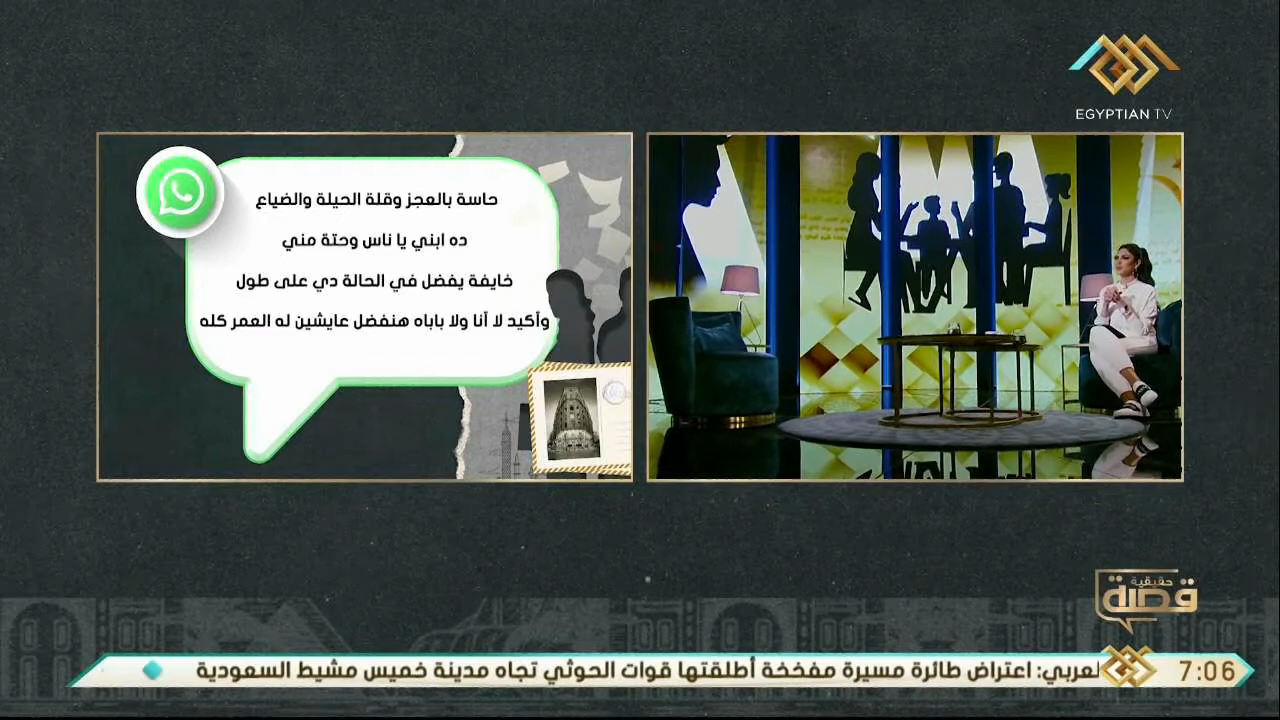 EGYPTIAN TV
حاسة بالعجز وقلة الحيلة والضياع
ده ابني يا ناس وحتة مني
خايفة يفضل في الحالة دي على طول
وأكيد لا أنا ولا باباه هنفضل عايشين له العمر كله
قصة حقيقية
لعربي: اعتراض طائرة مسيرة مفخخة أطلقتها قوات الحوثي تجاه مدينة خميس مشيط السعودية
7:06